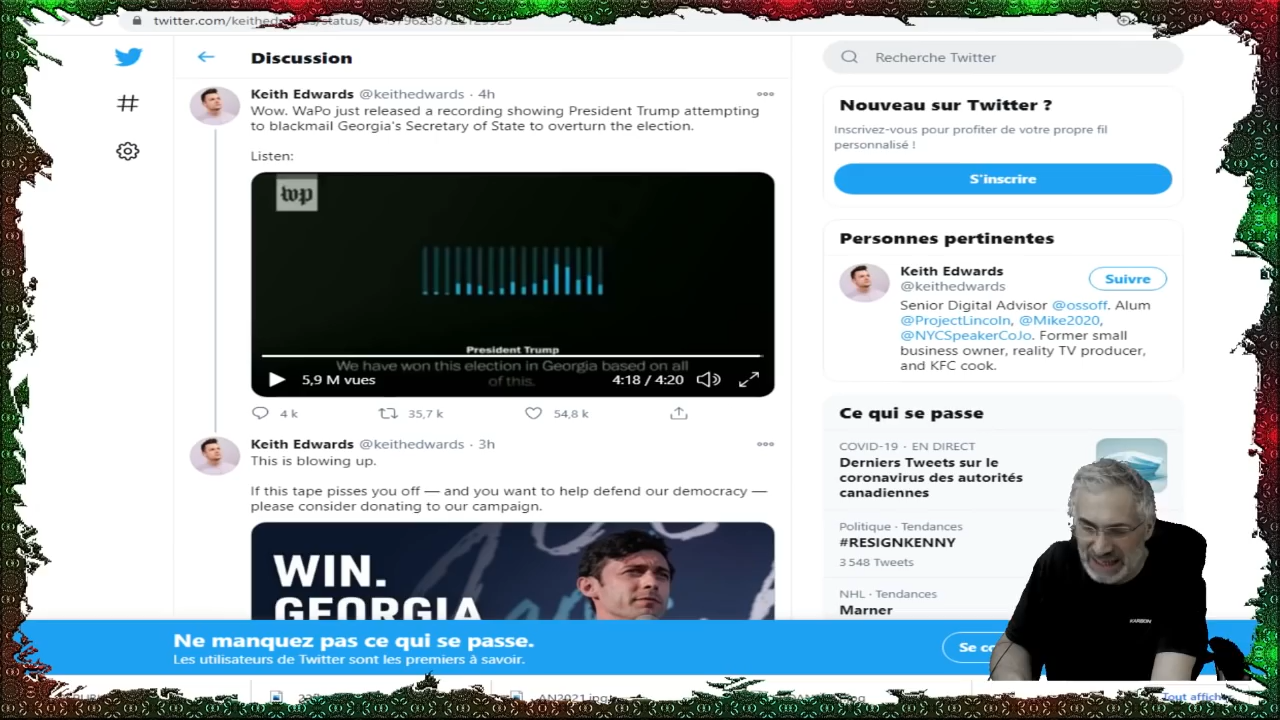 twitter.com/keithed
Discussion
Keith Edwards @keithedwards · 4h
Wow. WaPo just released a recording showing President Trump attempting
to blackmail Georgia's Secretary of State to overturn the election.
Listen:
wp
President Trump
We have won this election in Georgia based on all
of this.
5,9 M vues
4:18 / 4:20
4 k
35,7 k
54,8 k
Keith Edwards @keithedwards · 3h
This is blowing up.
If this tape pisses you off — and you want to help defend our democracy —
please consider donating to our campaign.
WIN.
GEORGIA
Recherche Twitter
Nouveau sur Twitter ?
Inscrivez-vous pour profiter de votre propre fil
personnalisé !
S'inscrire
Personnes pertinentes
Keith Edwards
@keithedwards
Suivre
Senior Digital Advisor @ossoff. Alum
@ProjectLincoln, @Mike2020,
@NYCSpeakerCoJo. Former small
business owner, reality TV producer,
and KFC cook.
Ce qui se passe
COVID-19 · EN DIRECT
Derniers Tweets sur le
coronavirus des autorités
canadiennes
Politique · Tendances
#RESIGNKENNY
3 548 Tweets
NHL · Tendances
Marner
Ne manquez pas ce qui se passe.
Les utilisateurs de Twitter sont les premiers à savoir.
Se co
AN2021.jpg
Tout affiche